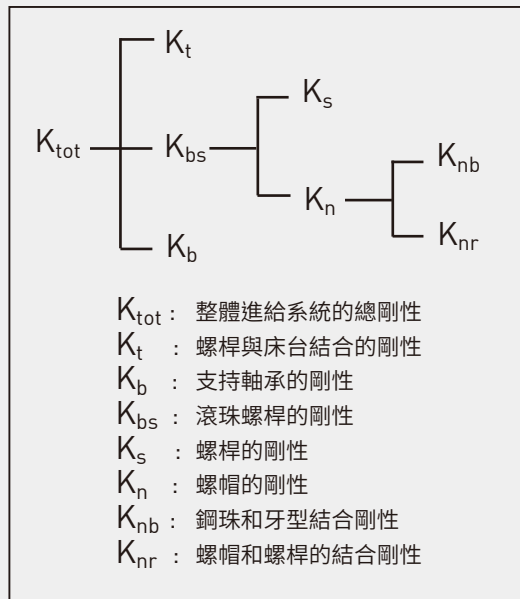 Kt
Ks
Ktot
Kbs
Knb
Kn
Knr
Kb
Ktot : 整體進給系統的總剛性
Kt : 螺桿與床台結合的剛性
Kb : 支持軸承的剛性
Kbs : 滾珠螺桿的剛性
Ks : 螺桿的剛性
Kn : 螺帽的剛性
Knb : 鋼珠和牙型結合剛性
Knr : 螺帽和螺桿的結合剛性